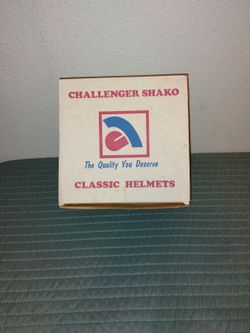 CHALLENGER SHAKO
The Quality You Deserve
CLASSIC HELMETS